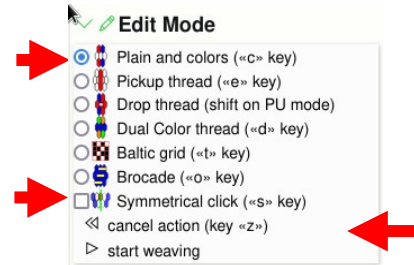 Edit Mode
Plain and colors («c» key)
Pickup thread («e» key)
Drop thread (shift on PU mode)
Dual Color thread («d» key)
Baltic grid («t» key)
Brocade («o» key)
Symmetrical click («s» key)
cancel action (key «z»)
start weaving